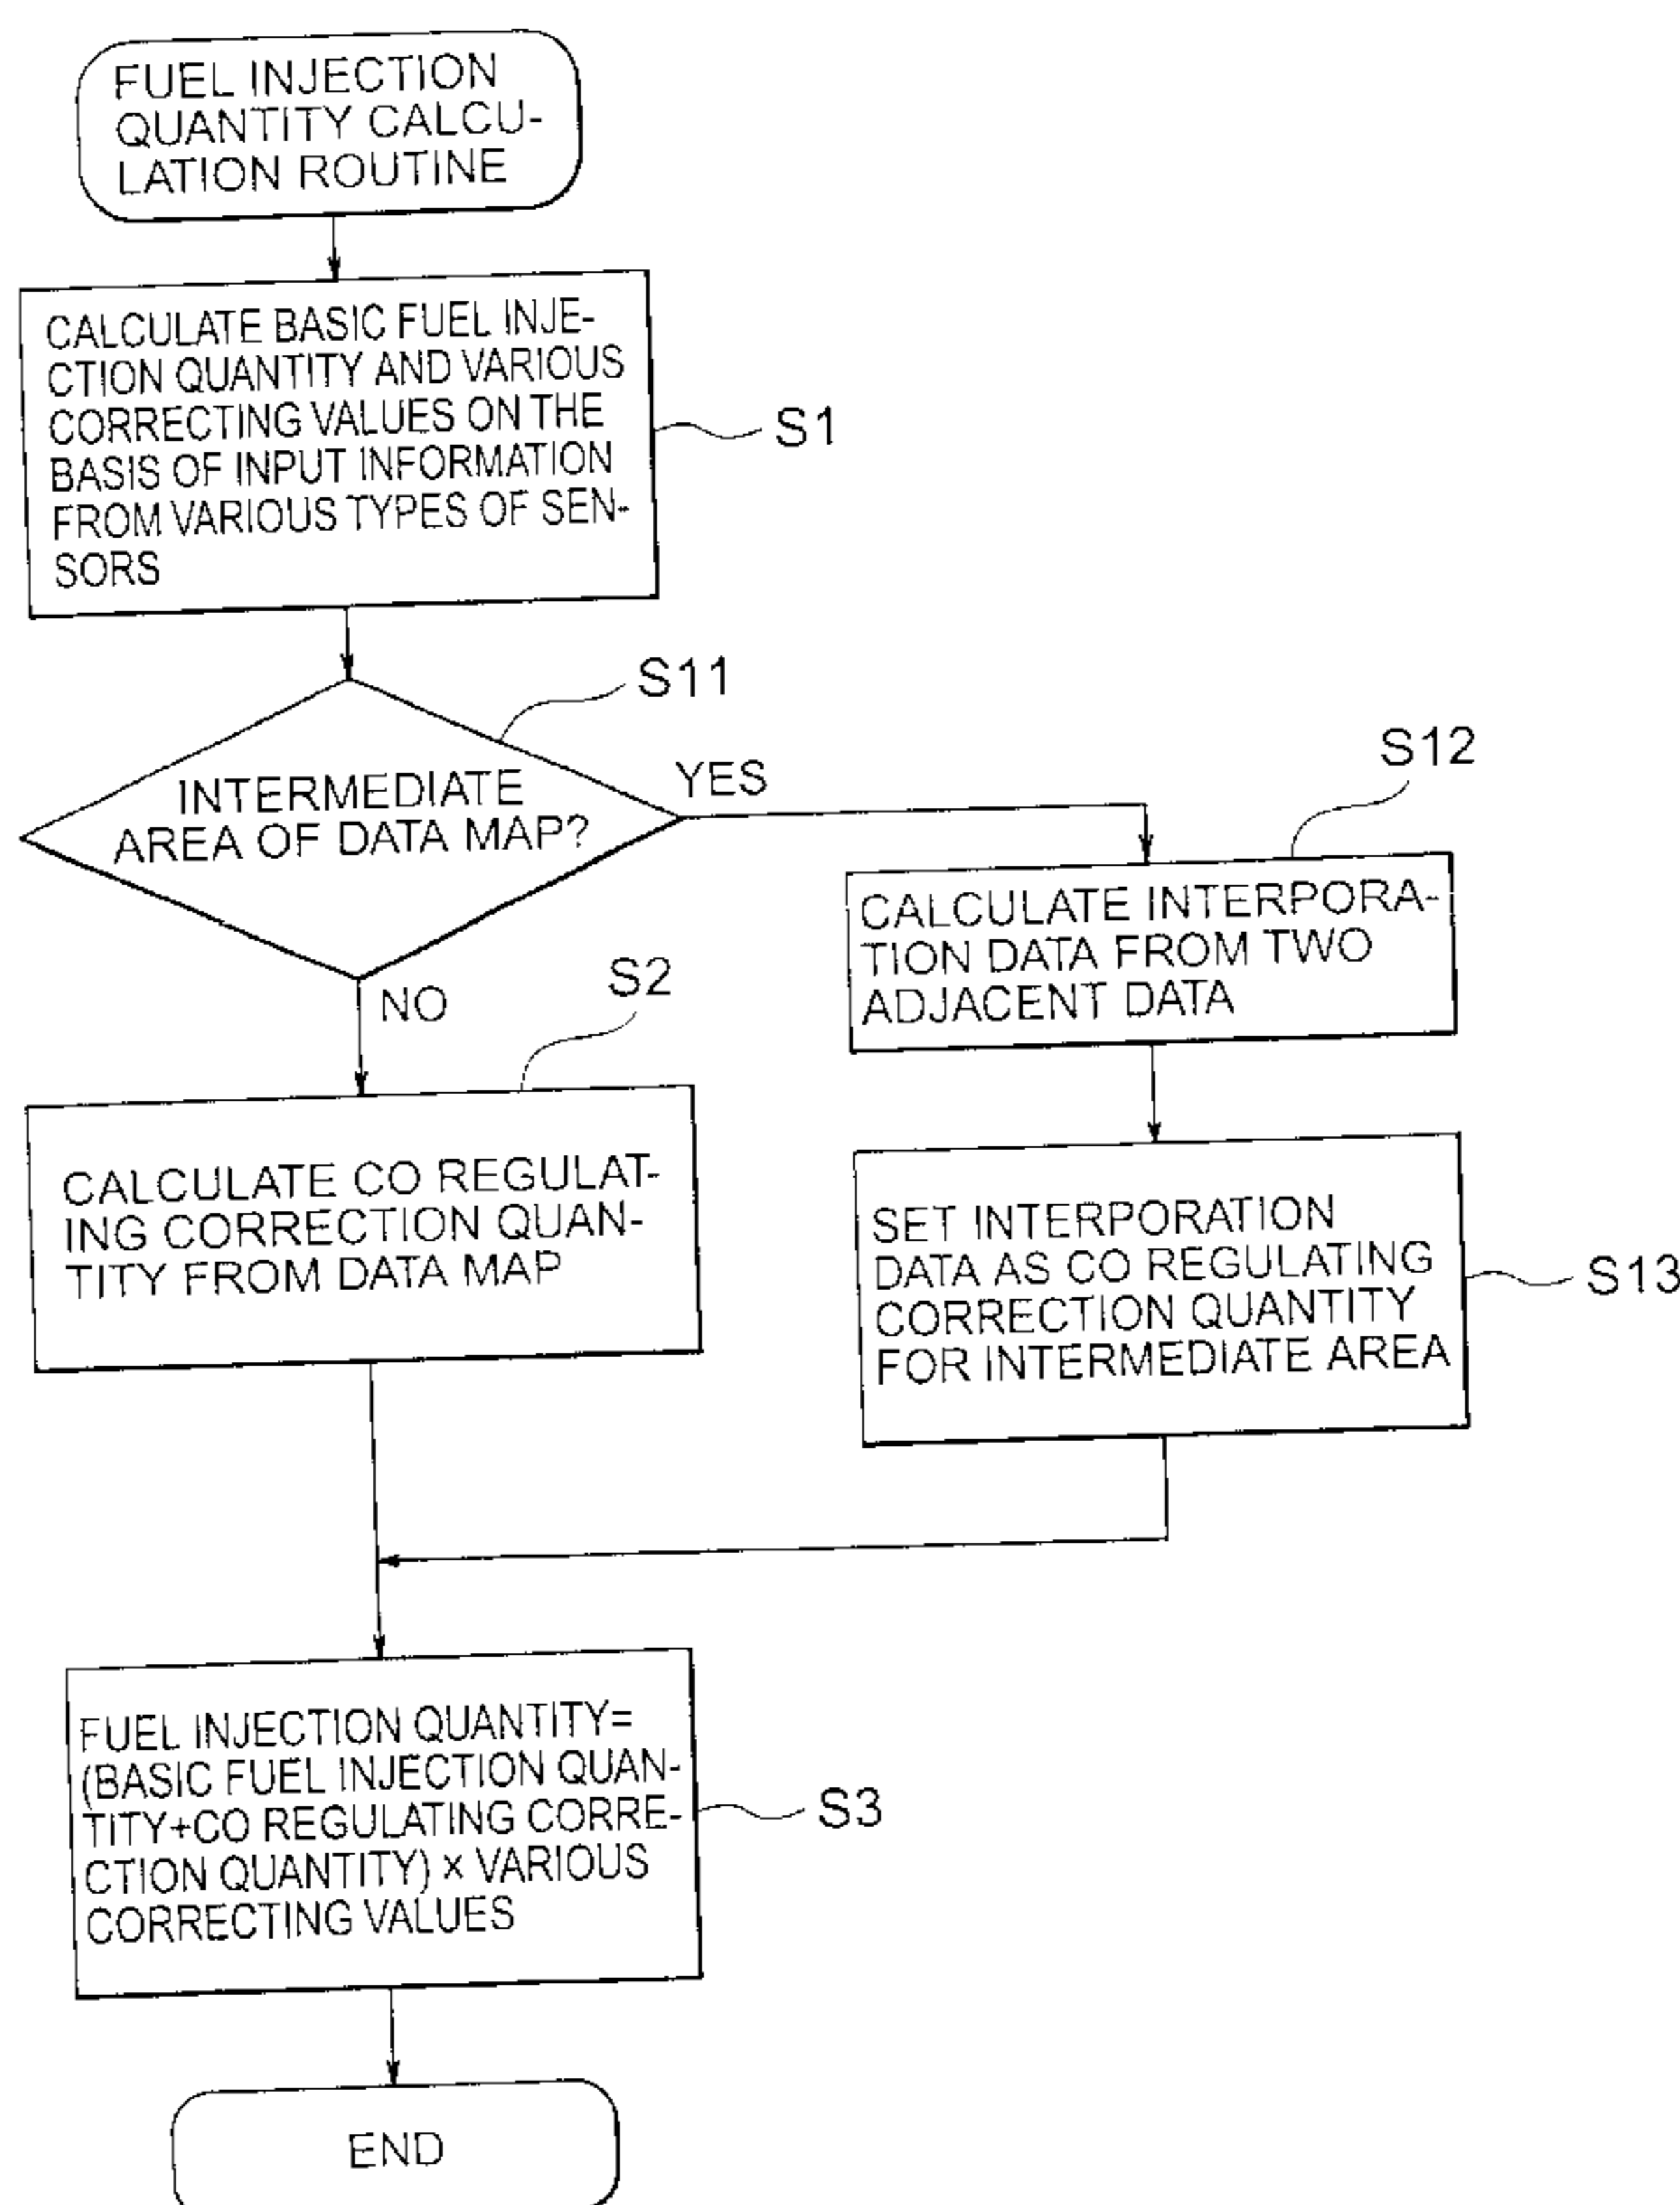 FUEL INJECTION
QUANTITY CALCU-
LATION ROUTINE
CALCULATE BASIC FUEL INJE-
CTION QUANTITY AND VARIOUS
CORRECTING VALUES ON THE
BASIS OF INPUT INFORMATION
FROM VARIOUS TYPES OF SEN-
SORS
S1
S11
INTERMEDIATE
AREA OF DATA MAP?
YES
NO
S12
CALCULATE INTERPORA-
TION DATA FROM TWO
ADJACENT DATA
S2
CALCULATE CO REGULAT-
ING CORRECTION QUAN-
TITY FROM DATA MAP
SET INTERPORATION
DATA AS CO REGULATING
CORRECTION QUANTITY
FOR INTERMEDIATE AREA
S13
FUEL INJECTION QUANTITY=
(BASIC FUEL INJECTION QUAN-
TITY+CO REGULATING CORRE-
CTION QUANTITY) x VARIOUS
CORRECTING VALUES
S3
END